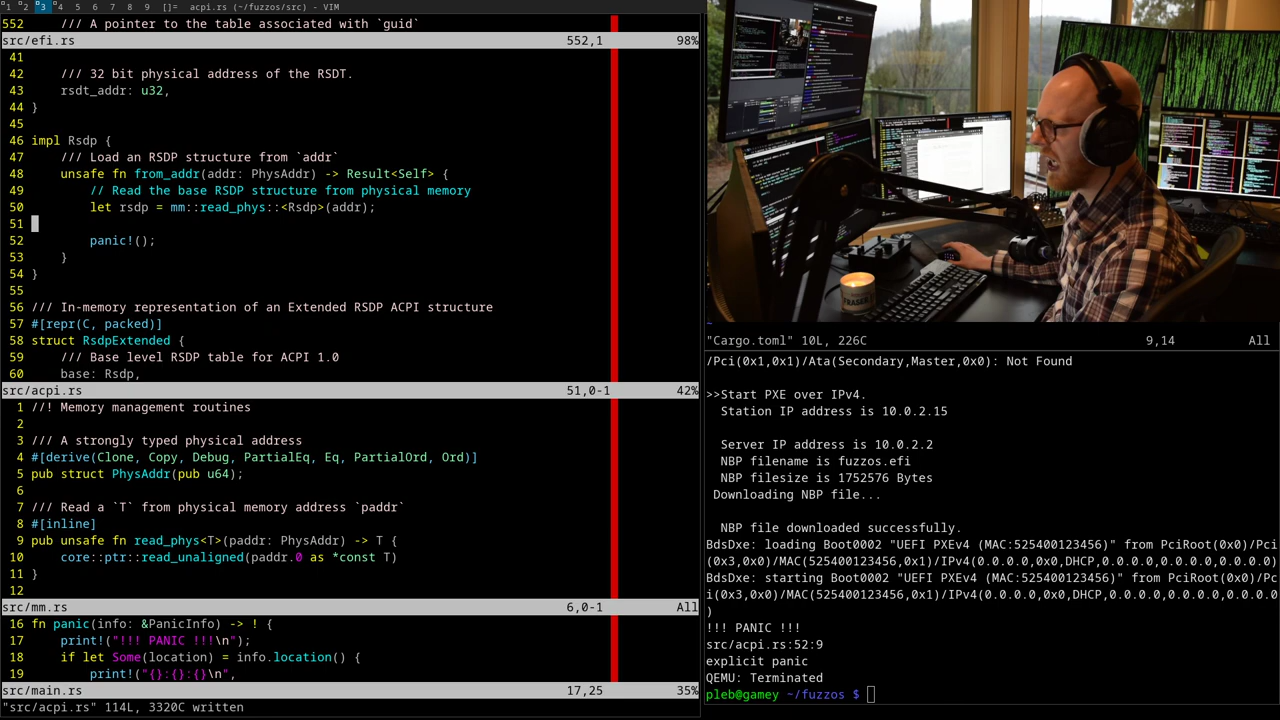 1 2 3 4 5 6 7 8 9 []= acpi.rs (~/fuzzos/src) - VIM
552 /// A pointer to the table associated with `guid`
src/efi.rs 552,1 98%
41
42 /// 32 bit physical address of the RSDT.
43 rsdt_addr: u32,
44 }
45
46 impl Rsdp {
47 /// Load an RSDP structure from `addr`
48 unsafe fn from_addr(addr: PhysAddr) -> Result<Self> {
49 // Read the base RSDP structure from physical memory
50 let rsdp = mm::read_phys::<Rsdp>(addr);
51
52 panic!();
53 }
54 }
55
56 /// In-memory representation of an Extended RSDP ACPI structure
57 #[repr(C, packed)]
58 struct RsdpExtended {
59 /// Base level RSDP table for ACPI 1.0
60 base: Rsdp,
src/acpi.rs 51,0-1 42%
1 //! Memory management routines
2
3 /// A strongly typed physical address
4 #[derive(Clone, Copy, Debug, PartialEq, Eq, PartialOrd, Ord)]
5 pub struct PhysAddr(pub u64);
6
7 /// Read a `T` from physical memory address `paddr`
8 #[inline]
9 pub unsafe fn read_phys<T>(paddr: PhysAddr) -> T {
10 core::ptr::read_unaligned(paddr.0 as *const T)
11 }
12
src/mm.rs 6,0-1 All
16 fn panic(info: &PanicInfo) -> ! {
17 print!("!!! PANIC !!!\n");
18 if let Some(location) = info.location() {
19 print!("{}:{}:{}\n",
src/main.rs 17,25 35%
"src/acpi.rs" 114L, 3320C written
FRASER
~
"Cargo.toml" 10L, 226C 9,14 All
/Pci(0x1,0x1)/Ata(Secondary,Master,0x0): Not Found
>>Start PXE over IPv4.
Station IP address is 10.0.2.15
Server IP address is 10.0.2.2
NBP filename is fuzzos.efi
NBP filesize is 1752576 Bytes
Downloading NBP file...
NBP file downloaded successfully.
BdsDxe: loading Boot0002 "UEFI PXEv4 (MAC:525400123456)" from PciRoot(0x0)/Pci
(0x3,0x0)/MAC(525400123456,0x1)/IPv4(0.0.0.0,0x0,DHCP,0.0.0.0,0.0.0.0,0.0.0.0)
BdsDxe: starting Boot0002 "UEFI PXEv4 (MAC:525400123456)" from PciRoot(0x0)/Pc
i(0x3,0x0)/MAC(525400123456,0x1)/IPv4(0.0.0.0,0x0,DHCP,0.0.0.0,0.0.0.0,0.0.0.0
)
!!! PANIC !!!
src/acpi.rs:52:9
explicit panic
QEMU: Terminated
pleb@gamey ~/fuzzos $